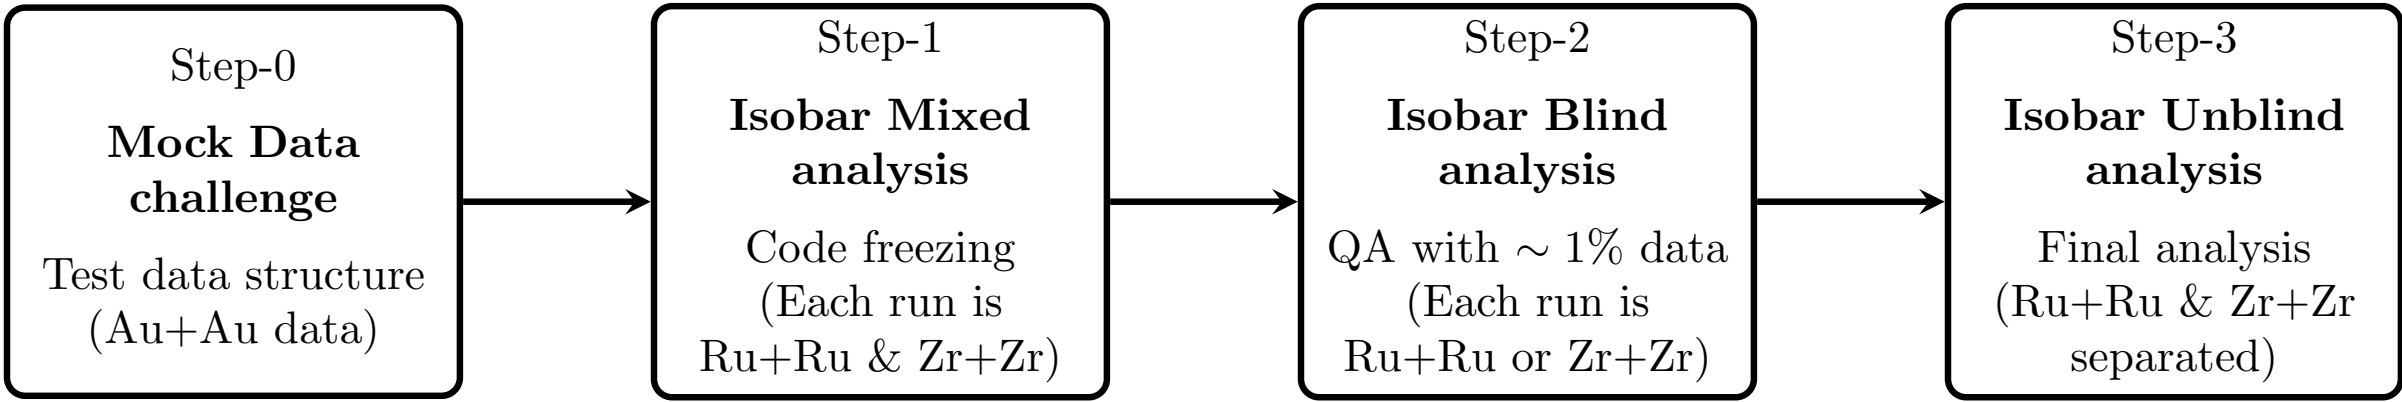 Step-0
Mock Data
challenge
Test data structure
(Au+Au data)
Step-1
Isobar Mixed
analysis
Code freezing
(Each run is
Ru+Ru & Zr+Zr)
Step-2
Isobar Blind
analysis
QA with ∼ 1% data
(Each run is
Ru+Ru or Zr+Zr)
Step-3
Isobar Unblind
analysis
Final analysis
(Ru+Ru & Zr+Zr
separated)